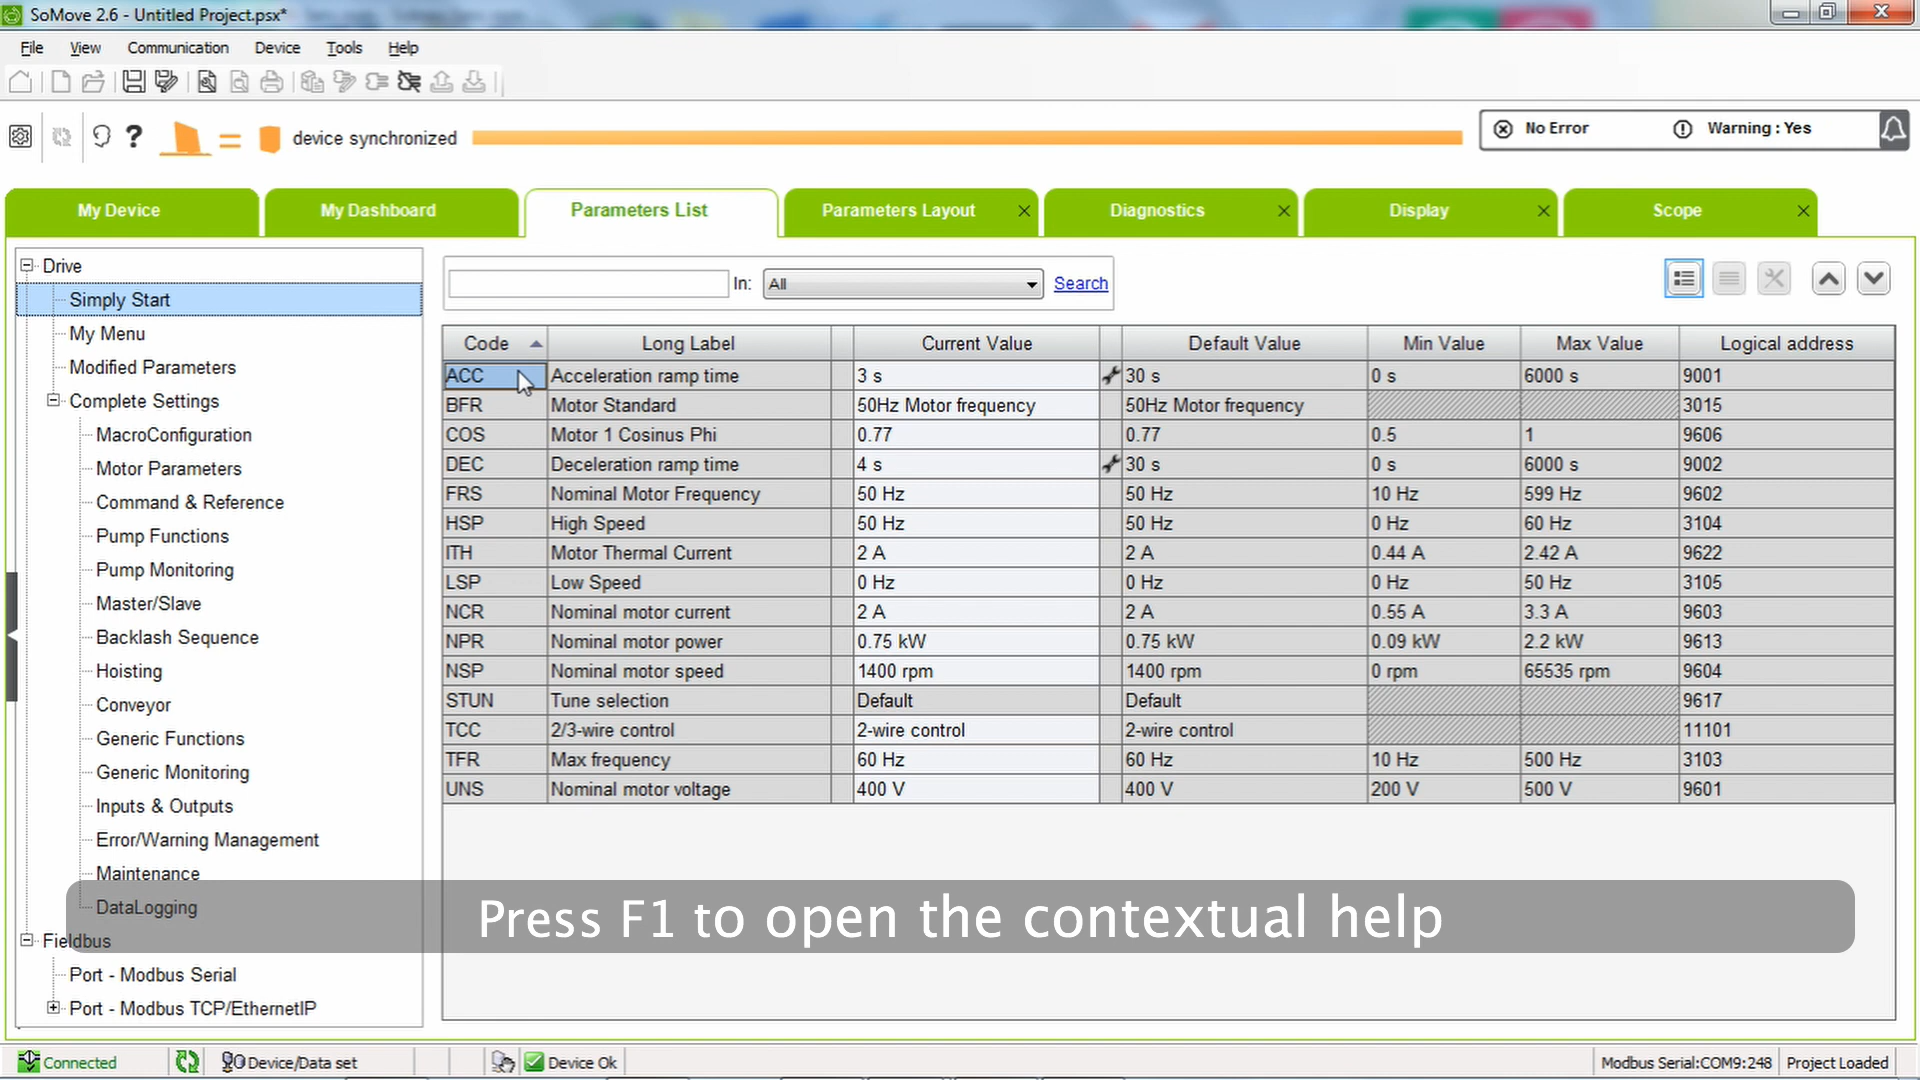 SoMove 2.6 - Untitled Project.psx*
File View Communication Device Tools Help
? = device synchronized No Error Warning : Yes
My Device My Dashboard Parameters List Parameters Layout Diagnostics Display Scope
Drive
Simply Start
My Menu
Modified Parameters
Complete Settings
MacroConfiguration
Motor Parameters
Command & Reference
Pump Functions
Pump Monitoring
Master/Slave
Backlash Sequence
Hoisting
Conveyor
Generic Functions
Generic Monitoring
Inputs & Outputs
Error/Warning Management
Maintenance
DataLogging
Fieldbus
Port - Modbus Serial
Port - Modbus TCP/EthernetIP
In: All Search
Code Long Label Current Value Default Value Min Value Max Value Logical address
ACC Acceleration ramp time 3 s 30 s 0 s 6000 s 9001
BFR Motor Standard 50Hz Motor frequency 50Hz Motor frequency 3015
COS Motor 1 Cosinus Phi 0.77 0.77 0.5 1 9606
DEC Deceleration ramp time 4 s 30 s 0 s 6000 s 9002
FRS Nominal Motor Frequency 50 Hz 50 Hz 10 Hz 599 Hz 9602
HSP High Speed 50 Hz 50 Hz 0 Hz 60 Hz 3104
ITH Motor Thermal Current 2 A 2 A 0.44 A 2.42 A 9622
LSP Low Speed 0 Hz 0 Hz 0 Hz 50 Hz 3105
NCR Nominal motor current 2 A 2 A 0.55 A 3.3 A 9603
NPR Nominal motor power 0.75 kW 0.75 kW 0.09 kW 2.2 kW 9613
NSP Nominal motor speed 1400 rpm 1400 rpm 0 rpm 65535 rpm 9604
STUN Tune selection Default Default 9617
TCC 2/3-wire control 2-wire control 2-wire control 11101
TFR Max frequency 60 Hz 60 Hz 10 Hz 500 Hz 3103
UNS Nominal motor voltage 400 V 400 V 200 V 500 V 9601
Press F1 to open the contextual help
Connected Device/Data set Device Ok Modbus Serial:COM9:248 Project Loaded